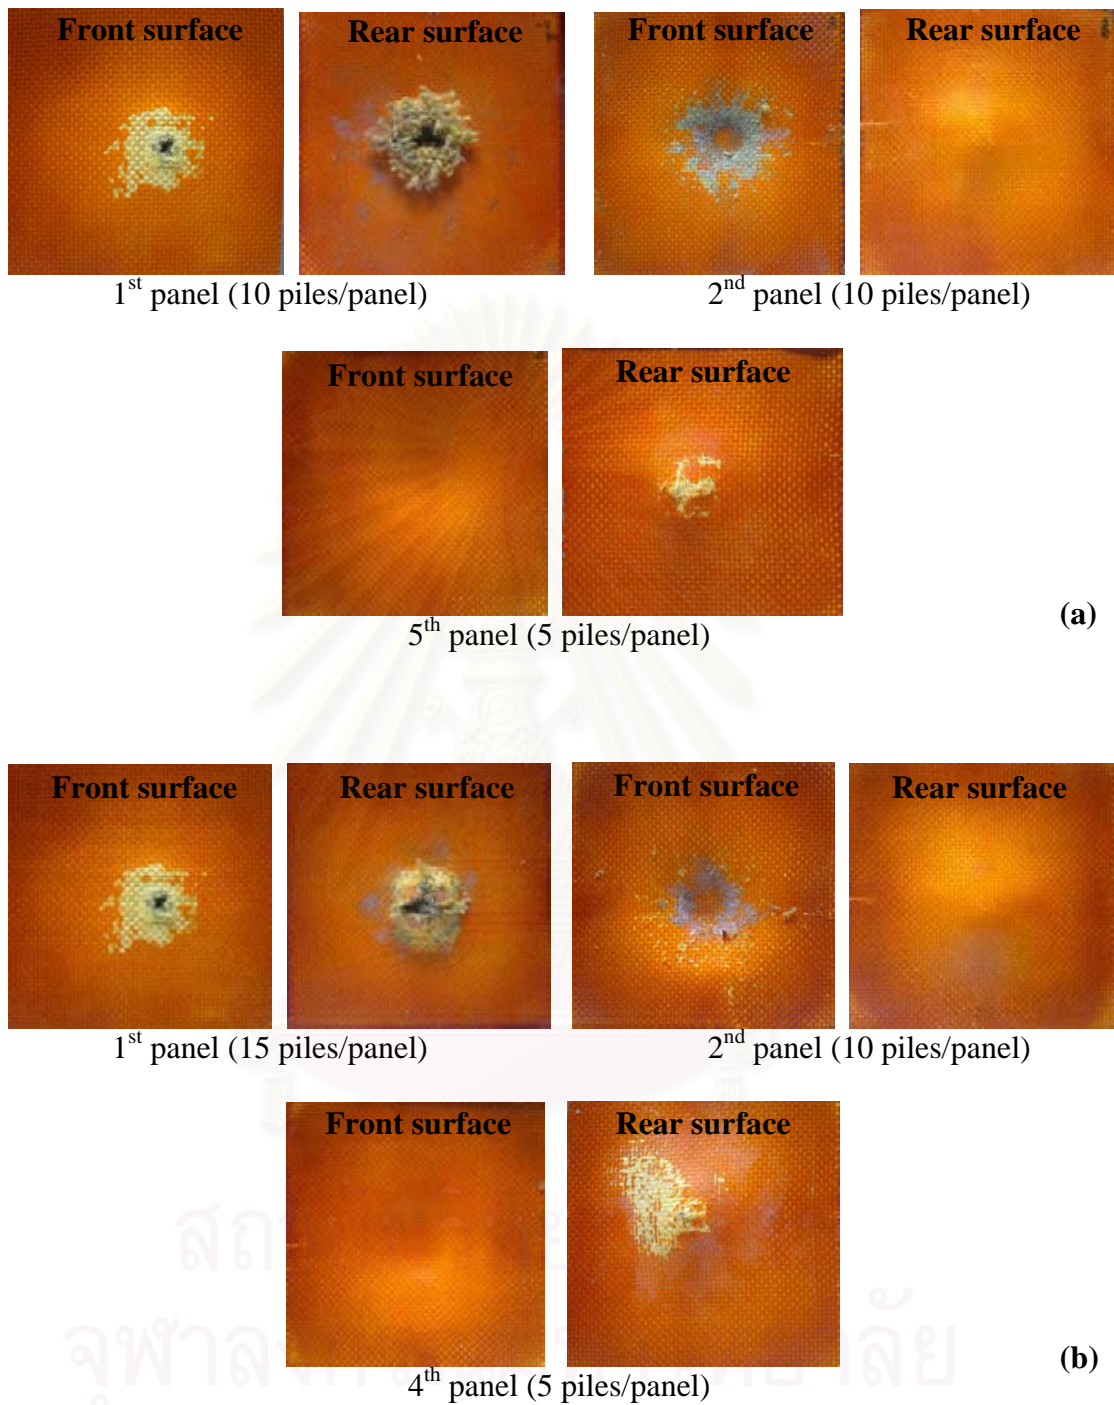 Front surface Rear surface Front surface Rear surface
1st panel (10 piles/panel) 2nd panel (10 piles/panel)
Front surface Rear surface
(a)
5th panel (5 piles/panel)
Front surface Rear surface Front surface Rear surface
1st panel (15 piles/panel) 2nd panel (10 piles/panel)
Front surface Rear surface
(b)
4th panel (5 piles/panel)